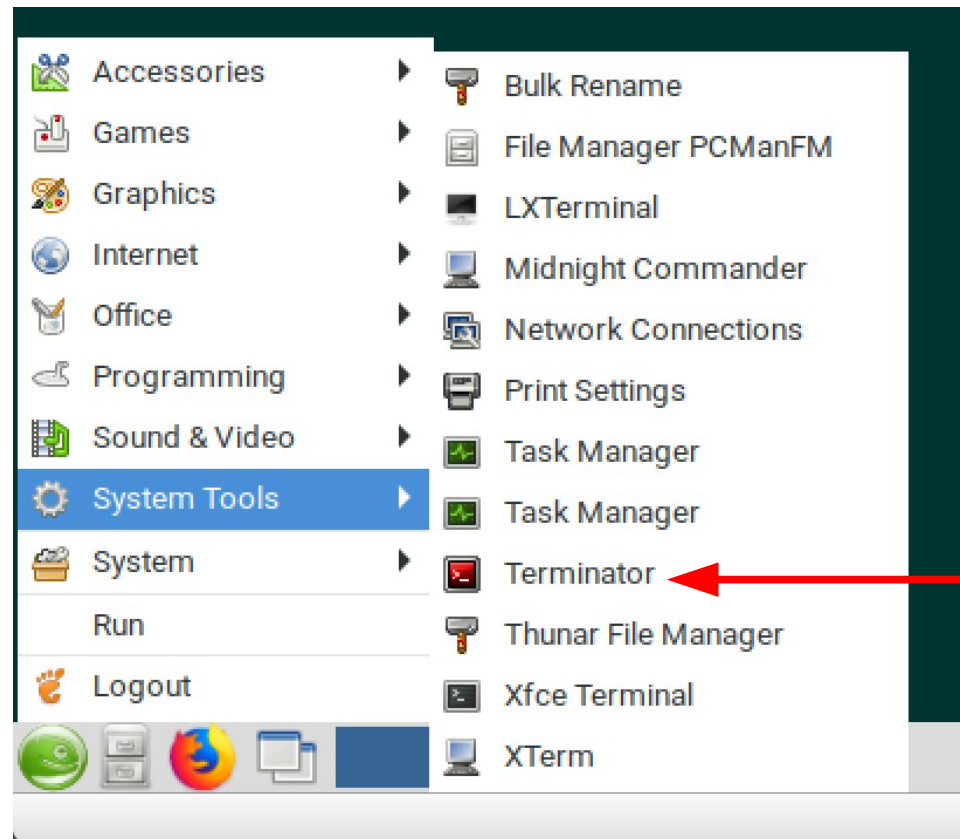 Accessories
Games
Graphics
Internet
Office
Programming
Sound & Video
System Tools
System
Run
Logout
Bulk Rename
File Manager PCManFM
LXTerminal
Midnight Commander
Network Connections
Print Settings
Task Manager
Task Manager
Terminator
Thunar File Manager
Xfce Terminal
XTerm